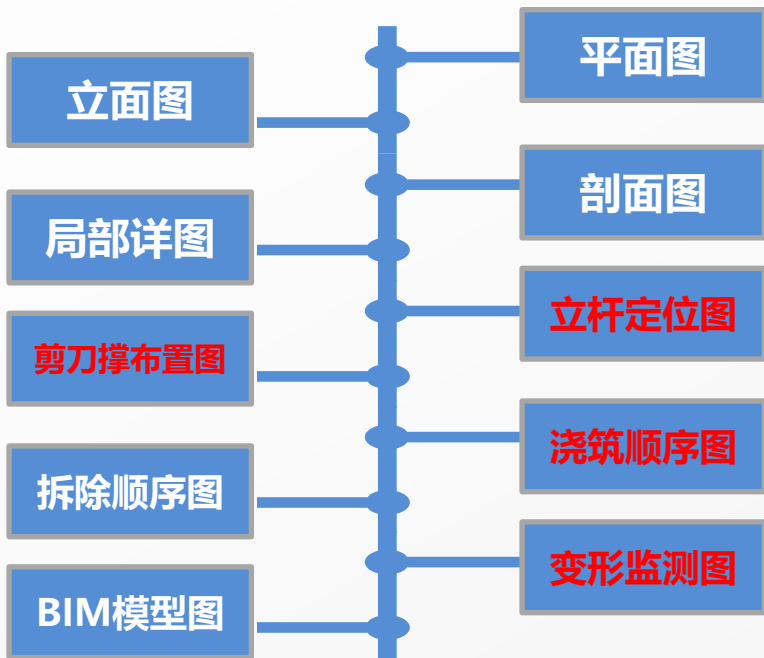 平面图
立面图
剖面图
局部详图
立杆定位图
剪刀撑布置图
浇筑顺序图
拆除顺序图
变形监测图
BIM模型图